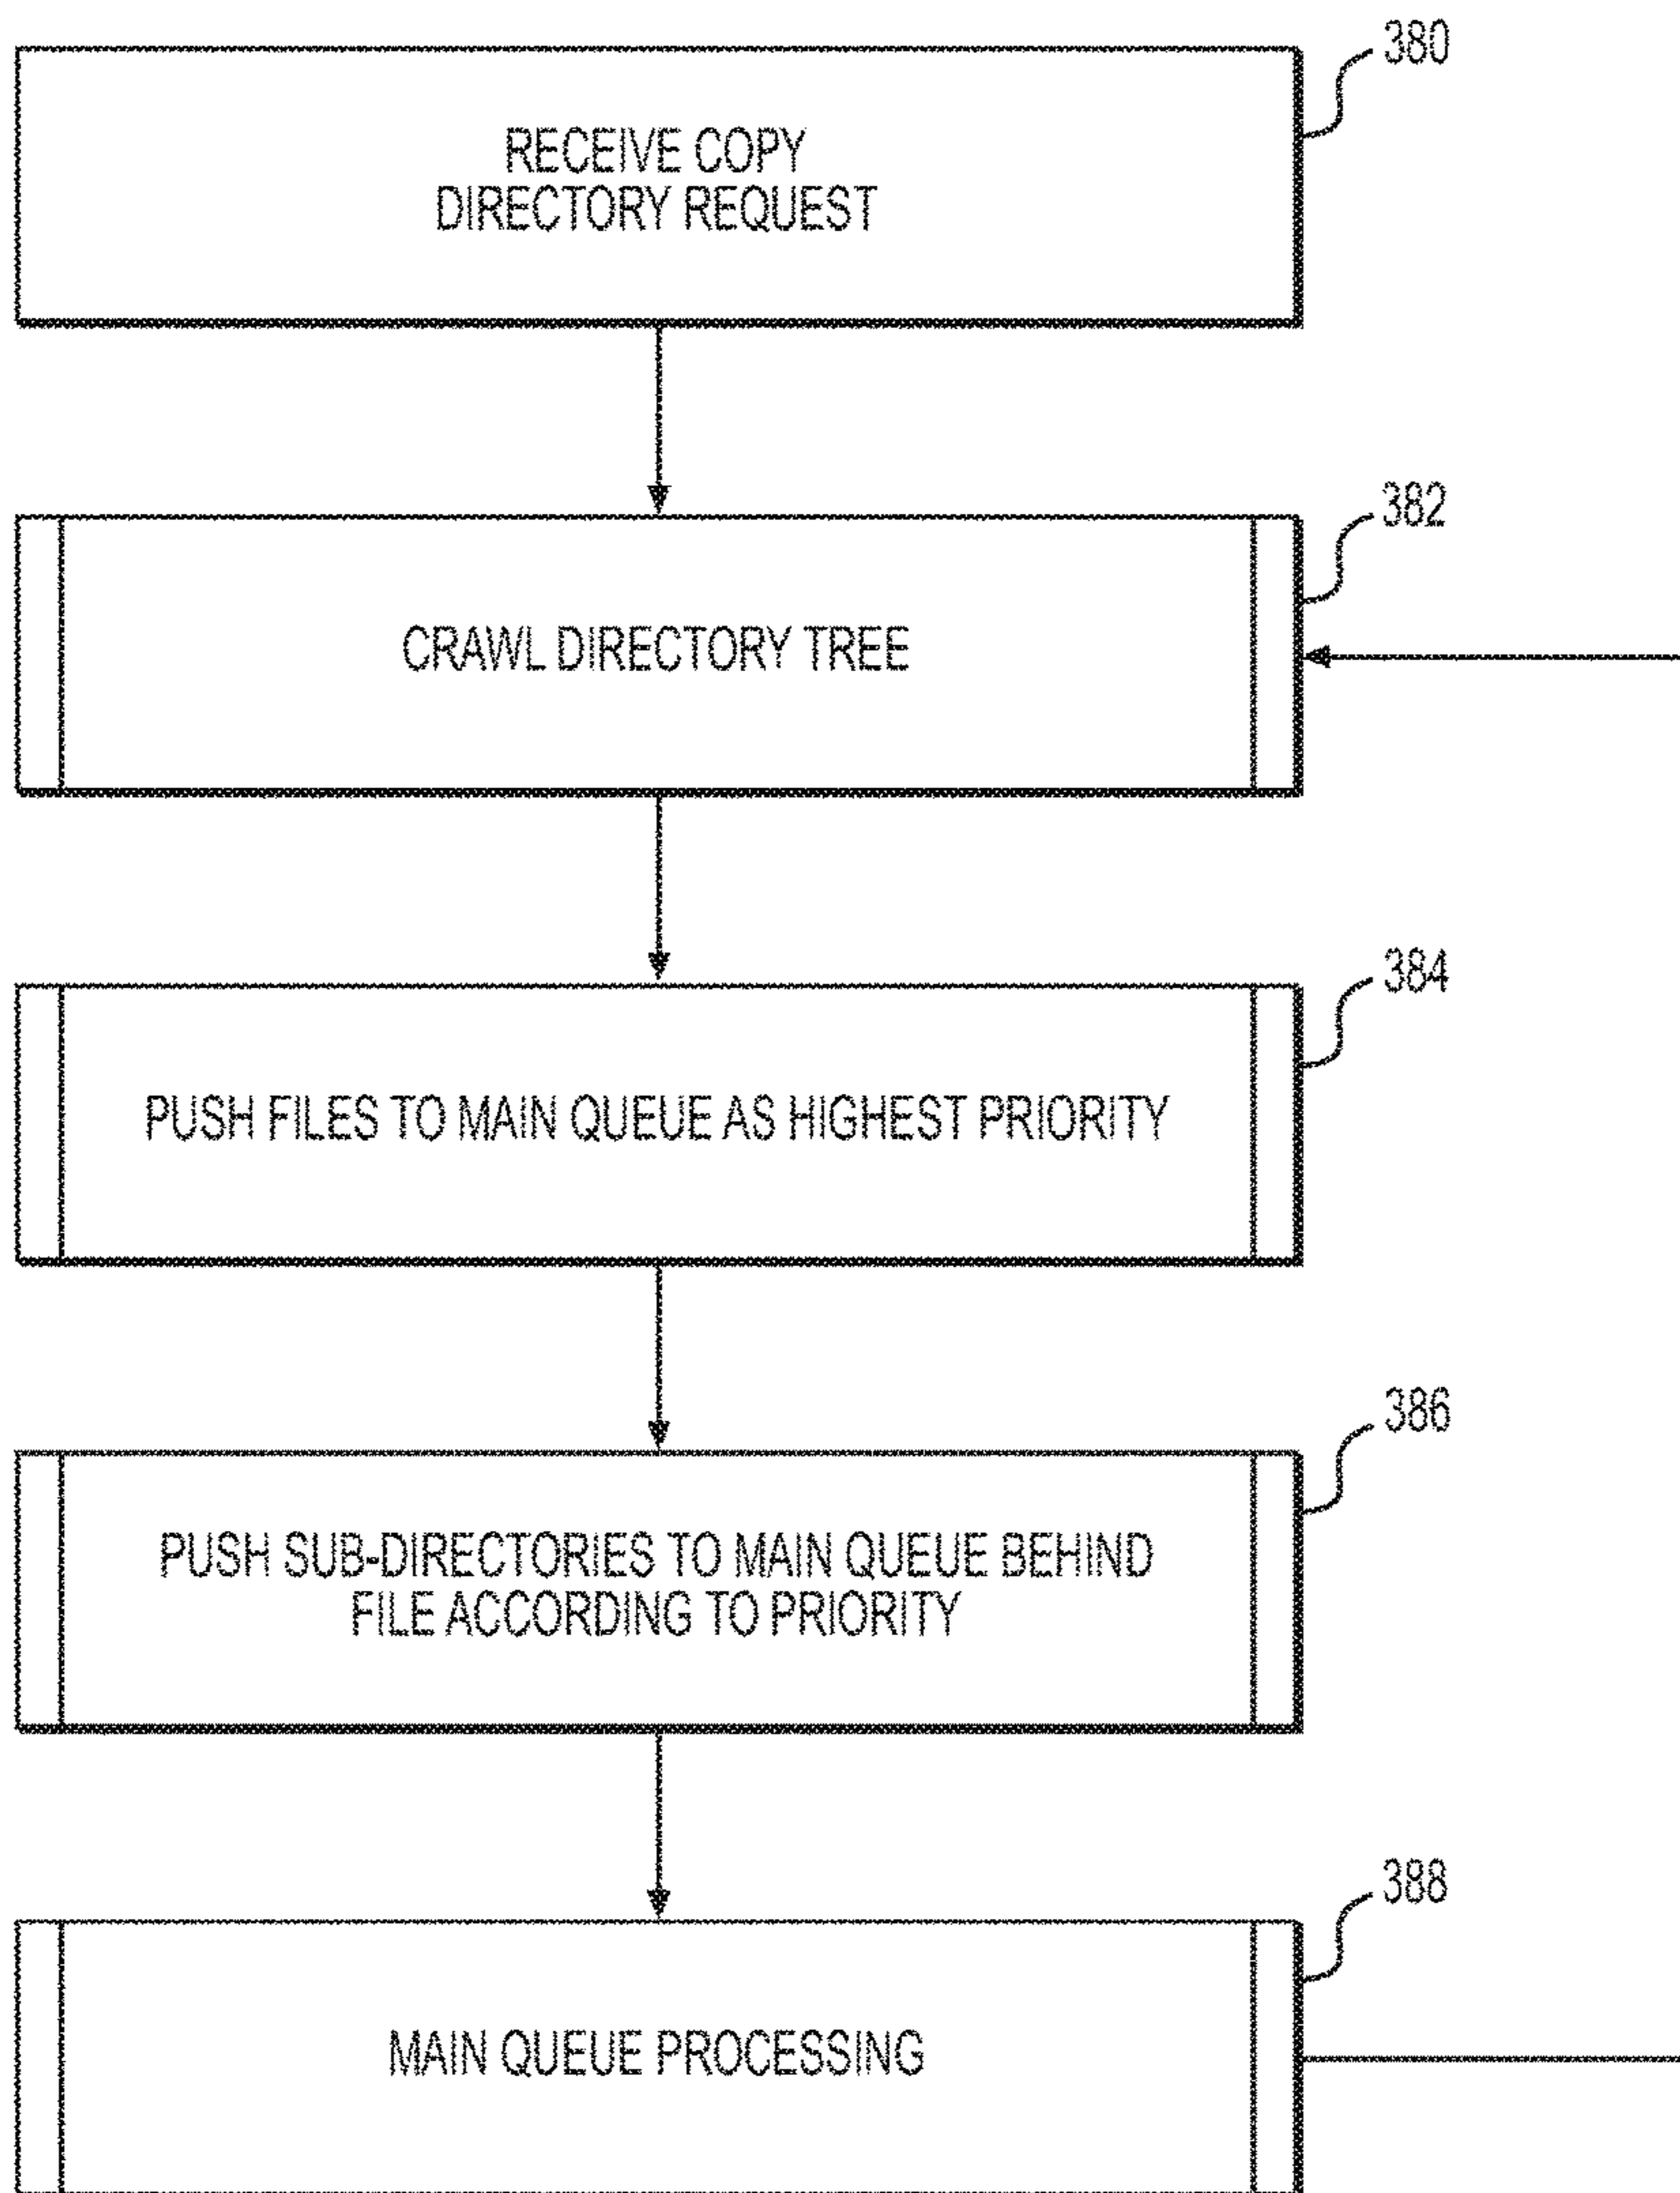 380
RECEIVE COPY
DIRECTORY REQUEST
382
CRAWL DIRECTORY TREE
384
PUSH FILES TO MAIN QUEUE AS HIGHEST PRIORITY
386
PUSH SUB-DIRECTORIES TO MAIN QUEUE BEHIND
FILE ACCORDING TO PRIORITY
388
MAIN QUEUE PROCESSING